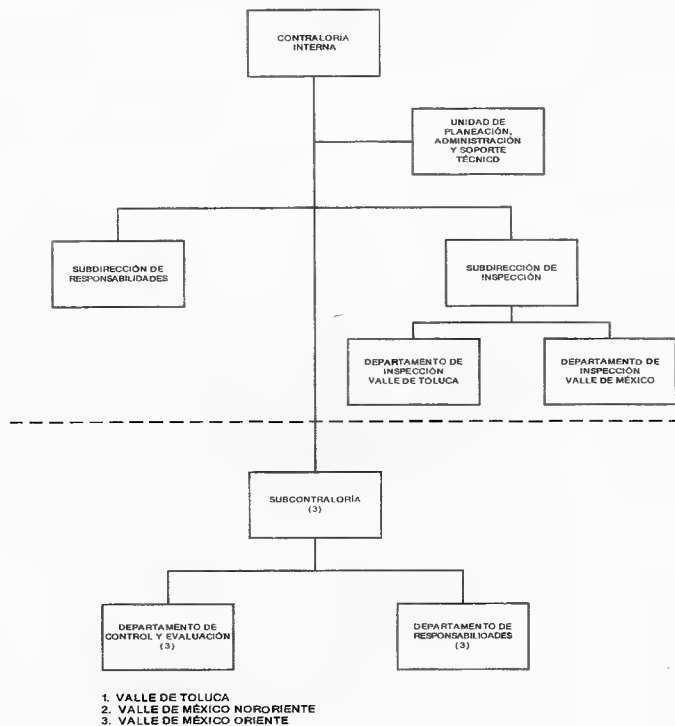 CONTRALORÍA
INTERNA
UNIDAD DE
PLANEACIÓN,
ADMINISTRACIÓN
Y SOPORTE
TÉCNICO
SUBDIRECCIÓN DE
RESPONSABILIDADES
SUBDIRECCIÓN DE
INSPECCIÓN
DEPARTAMENTO DE
INSPECCIÓN
VALLE DE TOLUCA
DEPARTAMENTO DE
INSPECCIÓN
VALLE DE MÉXICO
SUBCONTRALORÍA
(3)
DEPARTAMENTO DE
CONTROL Y EVALUACIÓN
(3)
DEPARTAMENTO DE
RESPONSABILIDADES
(3)
1. VALLE DE TOLUCA
2. VALLE DE MÉXICO NORORIENTE
3. VALLE DE MÉXICO ORIENTE